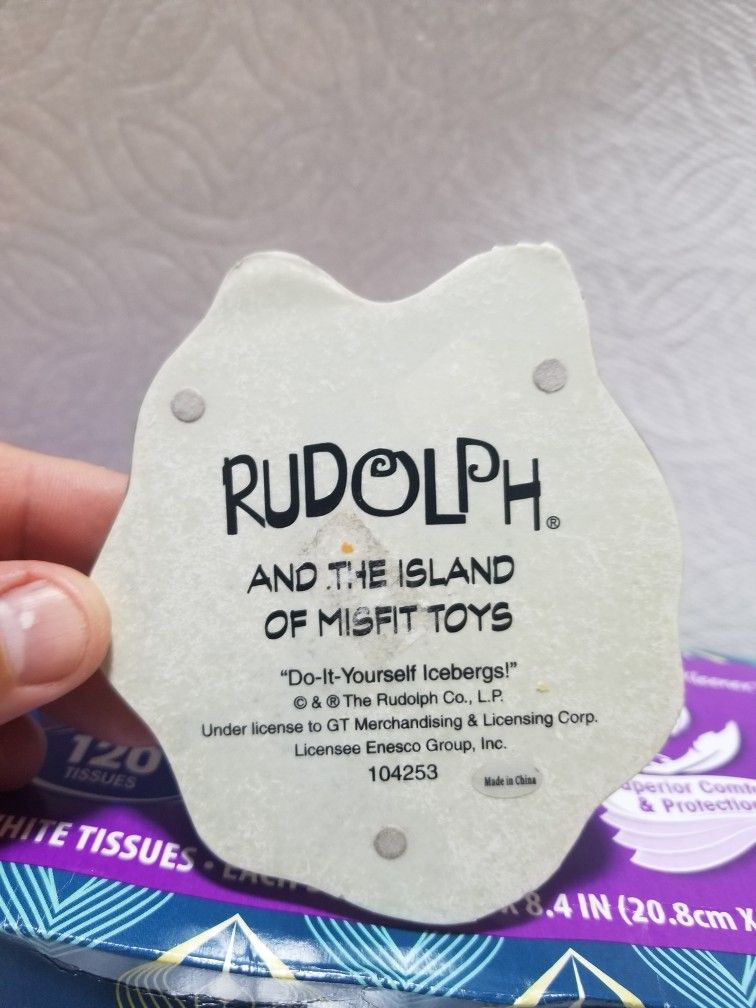 RUDOLPH®
AND THE ISLAND
OF MISFIT TOYS
"Do-It-Yourself Icebergs!"
© & ® The Rudolph Co., L.P.
Under license to GT Merchandising & Licensing Corp.
Licensee Enesco Group, Inc.
104253
Made in China
120
TISSUES
HITE TISSUES •
8.4 IN (20.8cm X
& Protection